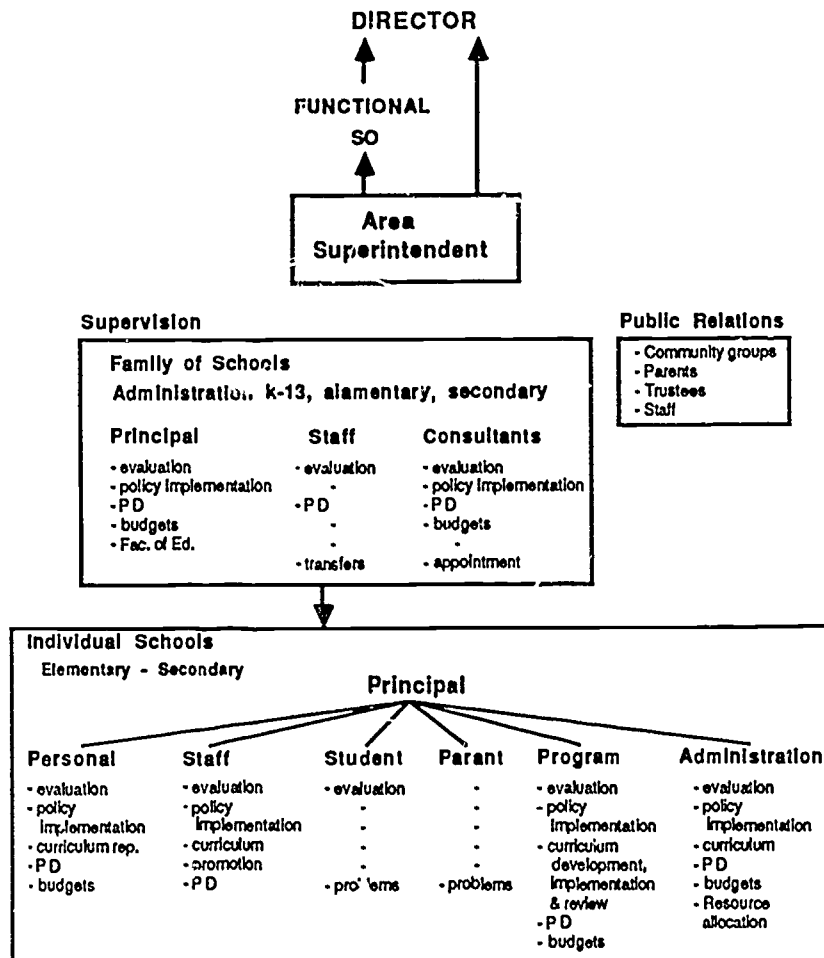 DIRECTOR
FUNCTIONAL
SO
Area
Superintendent
Supervision
Family of Schools
Administration k-13, alamentary, secondary
Principal
- evaluation
- policy implementation
- PD
- budgets
- Fac. of Ed.
Staff
- evaluation
-
- PD
-
-
- transfers
Consultants
- evaluation
- policy implementation
- PD
- budgets
-
- appointment
Public Relations
- Community groups
- Parents
- Trustees
- Staff
Individual Schools
Elementary - Secondary
Principal
Personal
- evaluation
- policy
implementation
- curriculum rep.
- PD
- budgets
Staff
- evaluation
- policy
implementation
- curriculum
- promotion
- PD
Student
- evaluation
-
-
-
-
- problems
Parant
-
-
-
-
-
- problems
Program
- evaluation
- policy
implementation
- curriculum
development,
implementation
& review
- PD
- budgets
Administration
- evaluation
- policy
implementation
- curriculum
- PD
- budgets
- Resource
allocation